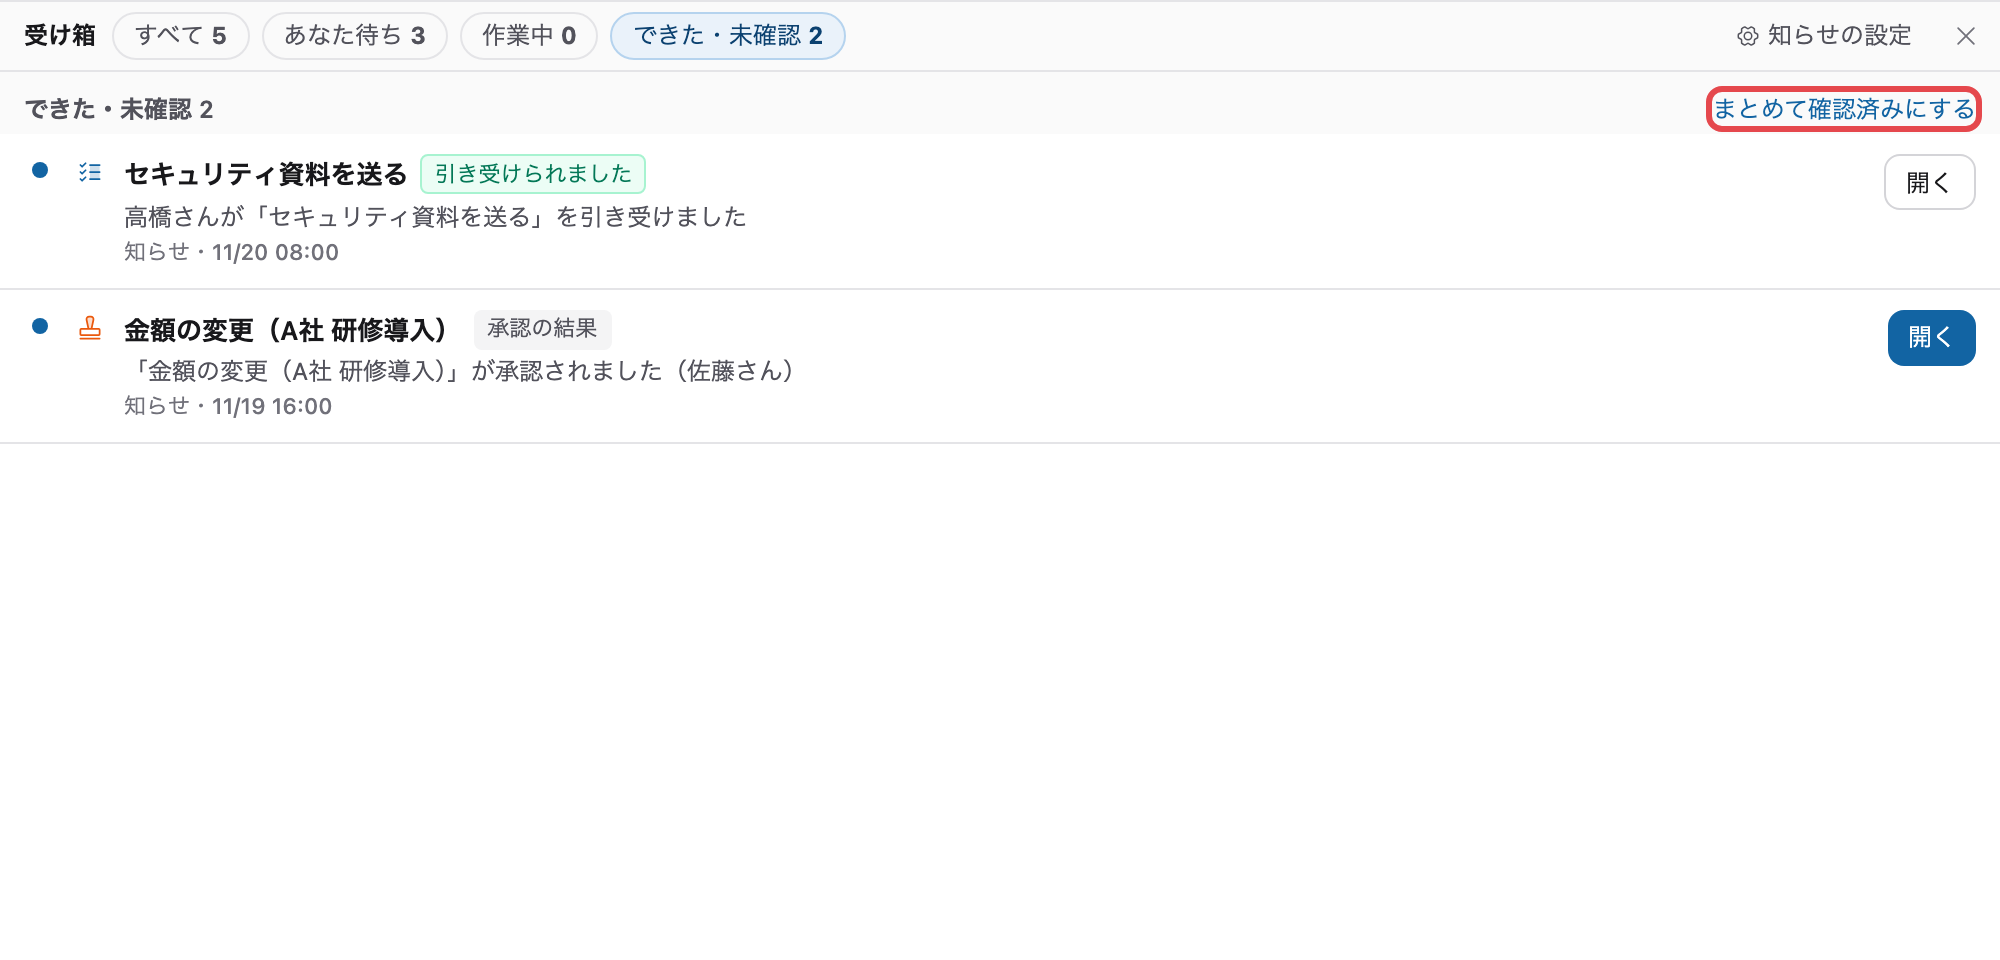 受け箱 すべて 5 あなた待ち 3 作業中 0 できた・未確認 2 知らせの設定
できた・未確認 2 まとめて確認済みにする
セキュリティ資料を送る 引き受けられました 開く
高橋さんが「セキュリティ資料を送る」を引き受けました
知らせ・11/20 08:00
金額の変更（A社 研修導入） 承認の結果 開く
「金額の変更（A社 研修導入）」が承認されました（佐藤さん）
知らせ・11/19 16:00